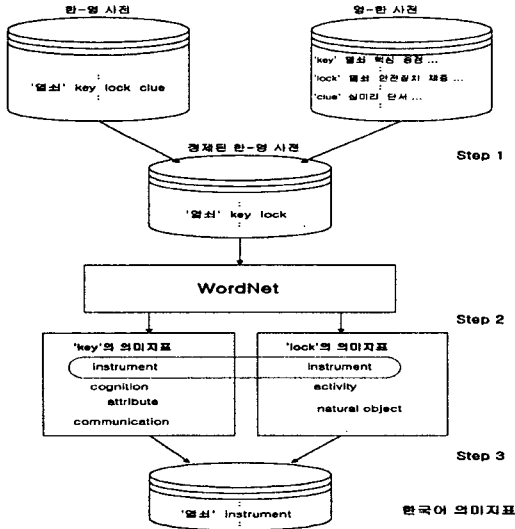 한-영 사전
영-한 사전
'열쇠' key lock clue
'key' 열쇠 핵심 ...
'lock' 열쇠 안전장치 ...
'clue' 실마리 단서 ...
정제된 한-영 사전
Step 1
'열쇠' key lock
WordNet
Step 2
'key'의 의미지표
'lock'의 의미지표
instrument
instrument
cognition
activity
attribute
natural object
communication
Step 3
'열쇠' instrument
한국어 의미지표